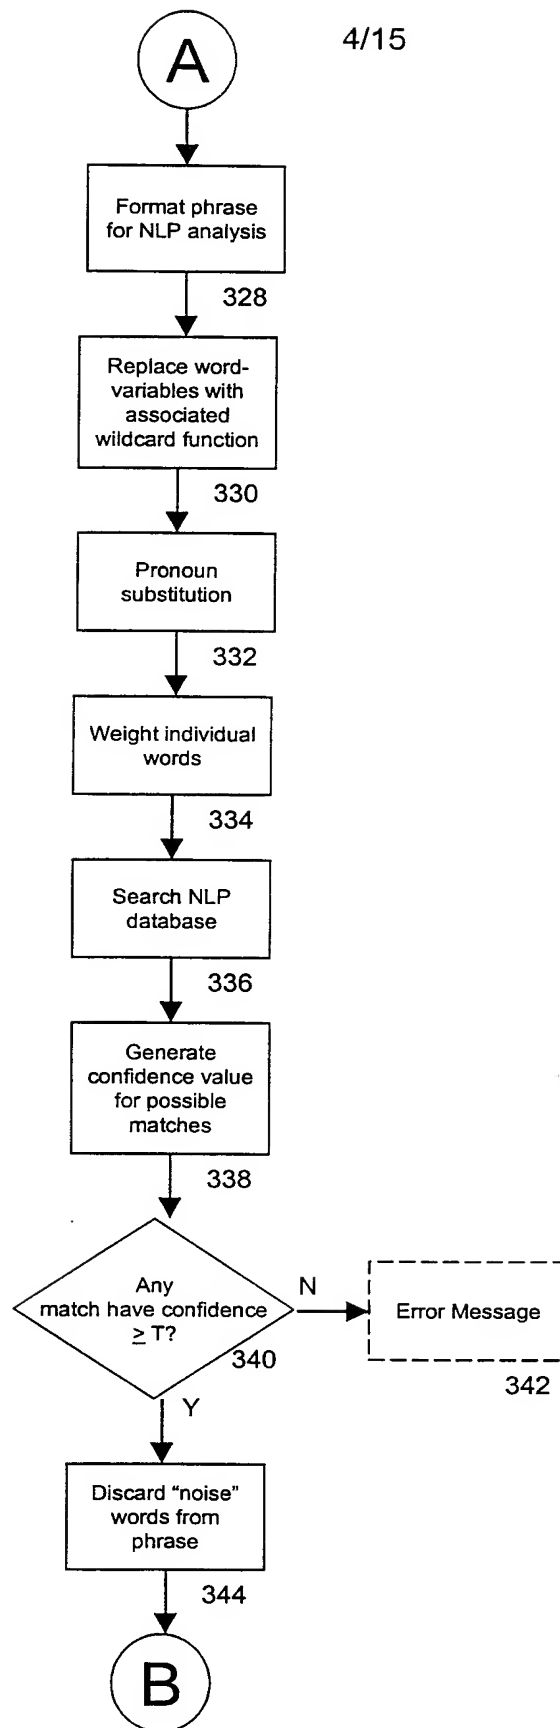 4/15
A
Format phrase
for NLP analysis
328
Replace word-
variables with
associated
wildcard function
330
Pronoun
substitution
332
Weight individual
words
334
Search NLP
database
336
Generate
confidence value
for possible
matches
338
Any
match have confidence
≥ T?
340
N
Error Message
342
Y
Discard “noise”
words from
phrase
344
B